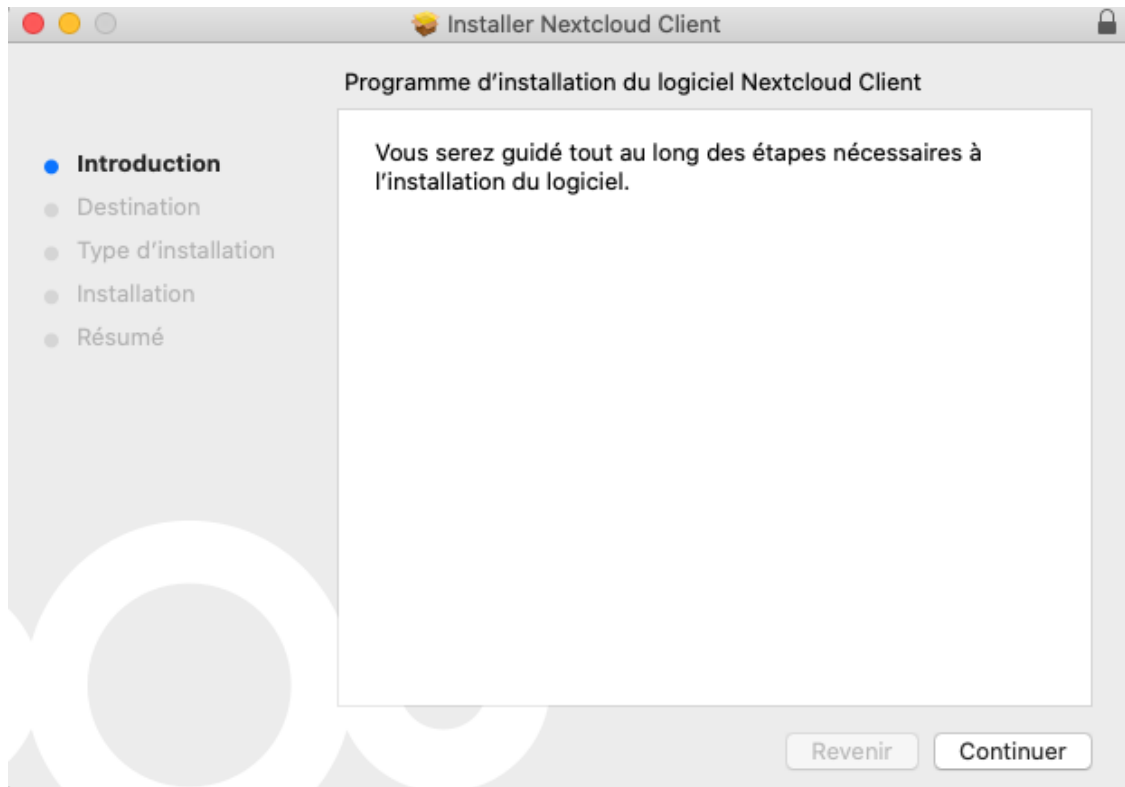 Installer Nextcloud Client
Programme d’installation du logiciel Nextcloud Client
Introduction
Destination
Type d’installation
Installation
Résumé
Vous serez guidé tout au long des étapes nécessaires à
l’installation du logiciel.
Revenir
Continuer